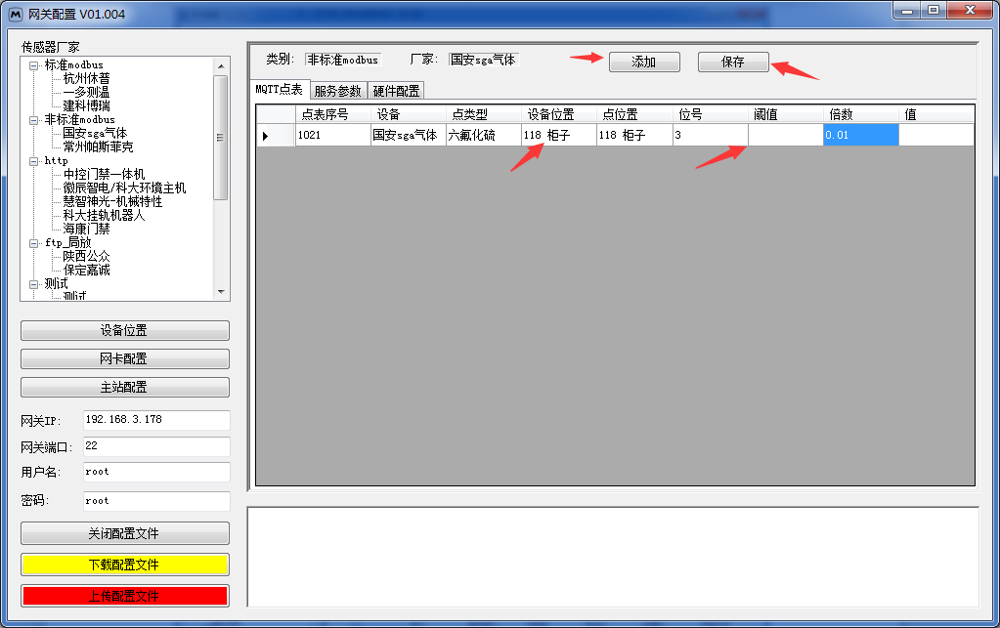 网关配置 V01.004
传感器厂家
标准modbus
杭州休普
一多测温
建科博瑞
非标准modbus
国安sga气体
常州帕斯菲克
http
中控门禁一体机
徽辰智电/科大环境主机
慧智神光-机械特性
科大挂轨机器人
海康门禁
ftp_局放
陕西公众
保定嘉诚
测试
测试
设备位置
网卡配置
主站配置
网关IP: 192.168.3.178
网关端口: 22
用户名: root
密码: root
关闭配置文件
下载配置文件
上传配置文件
类别: 非标准modbus 厂家: 国安sga气体 添加 保存
MQTT点表 服务参数 硬件配置
点表序号 设备 点类型 设备位置 点位置 位号 阈值 倍数 值
1021 国安sga气体 六氟化硫 118 柜子 118 柜子 3 0.01